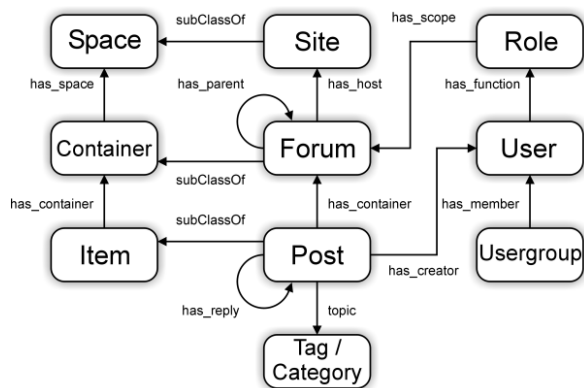 Space
subClassOf
Site
has_scope
Role
has_space
has_parent
has_host
has_function
Container
subClassOf
Forum
User
has_container
subClassOf
has_container
has_member
Item
Post
has_creator
Usergroup
has_reply
topic
Tag /
Category